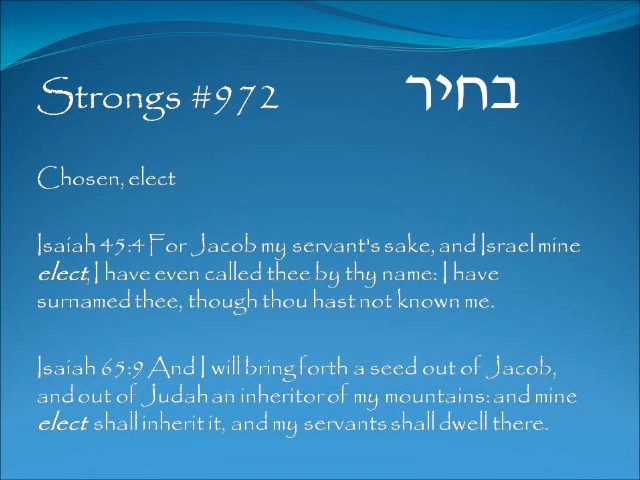 Strongs #972 בחיר
Chosen, elect
Isaiah 45:4 For Jacob my servant's sake, and Israel mine
elect, I have even called thee by thy name: I have
surnamed thee, though thou hast not known me.
Isaiah 65:9 And I will bring forth a seed out of Jacob,
and out of Judah an inheritor of my mountains: and mine
elect shall inherit it, and my servants shall dwell there.